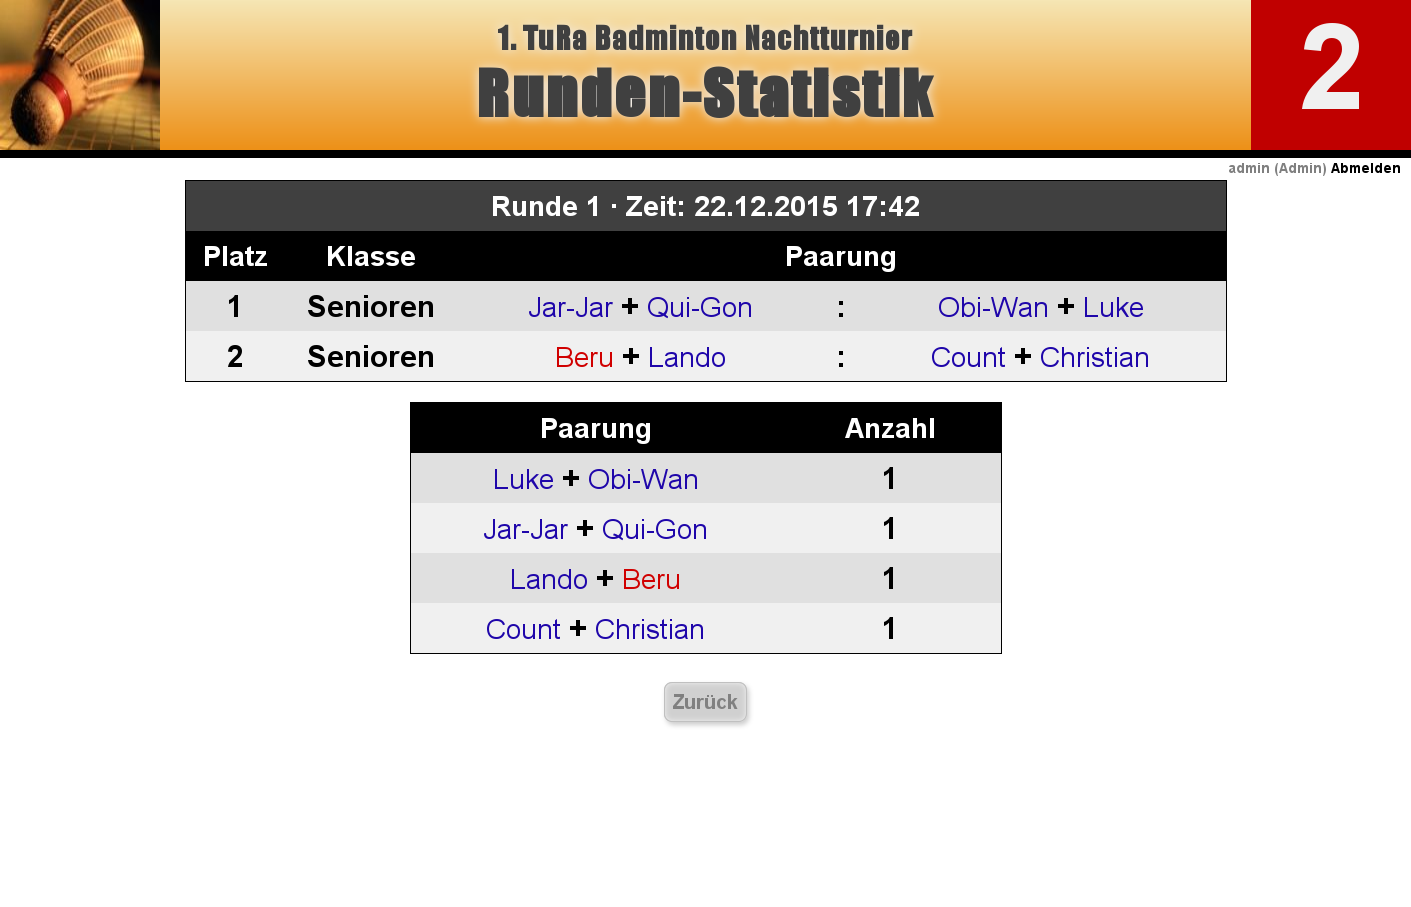 1. TuRa Badminton Nachtturnier
Runden-Statistik
2
admin (Admin) Abmelden
Runde 1 · Zeit: 22.12.2015 17:42
Platz Klasse Paarung
1 Senioren Jar-Jar + Qui-Gon : Obi-Wan + Luke
2 Senioren Beru + Lando : Count + Christian
Paarung Anzahl
Luke + Obi-Wan 1
Jar-Jar + Qui-Gon 1
Lando + Beru 1
Count + Christian 1
Zurück